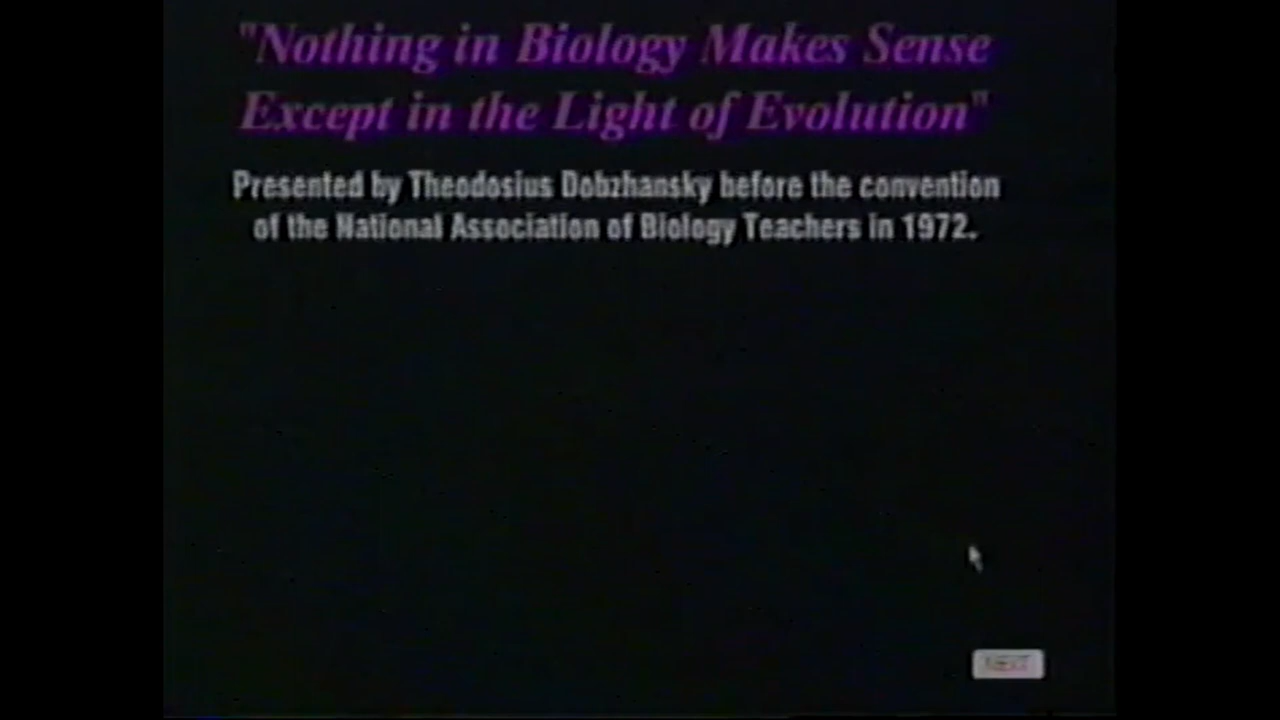 "Nothing in Biology Makes Sense
Except in the Light of Evolution"
Presented by Theodosius Dobzhansky before the convention
of the National Association of Biology Teachers in 1972.
NEXT